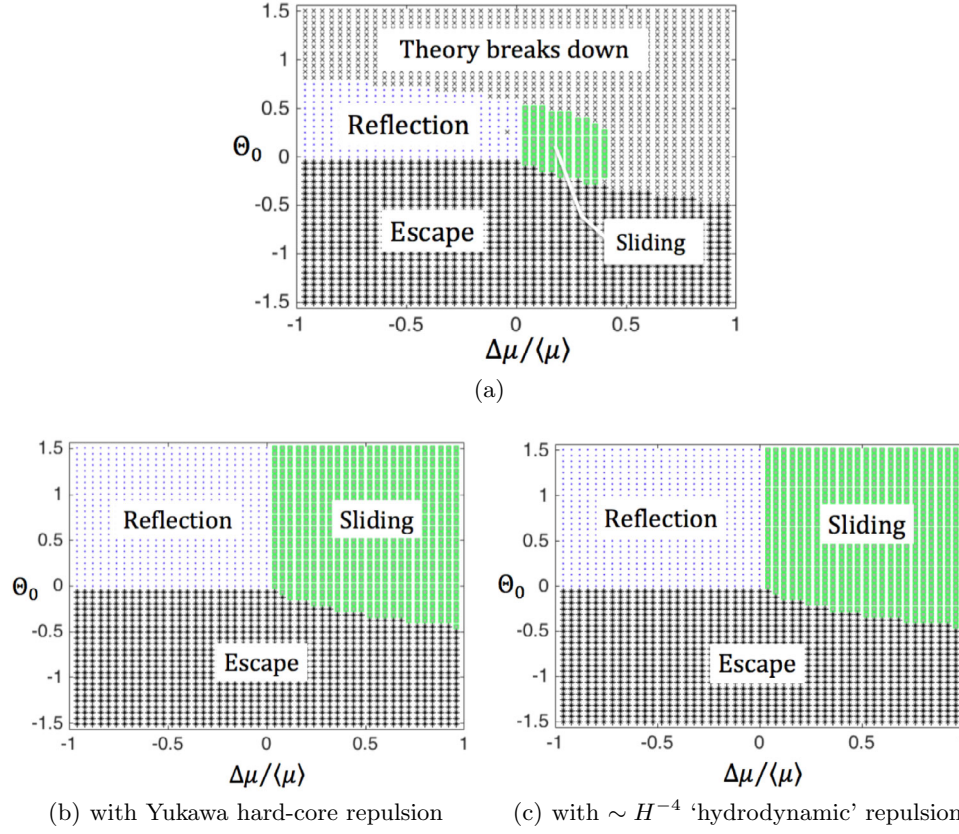 1.5
Theory breaks down
1
0.5
Reflection
Θ₀
0
-0.5
Escape
Sliding
-1
-1.5
-1 -0.5 0 0.5 1
Δμ/⟨μ⟩
(a)
1.5
1
Reflection Sliding
0.5
Θ₀ 0
-0.5
Escape
-1
-1.5
-1 -0.5 0 0.5 1
Δμ/⟨μ⟩
(b) with Yukawa hard-core repulsion
1.5
1
Reflection Sliding
0.5
Θ₀ 0
-0.5
Escape
-1
-1.5
-1 -0.5 0 0.5
Δμ/⟨μ⟩
(c) with ∼ H⁻⁴ ‘hydrodynamic’ repulsion